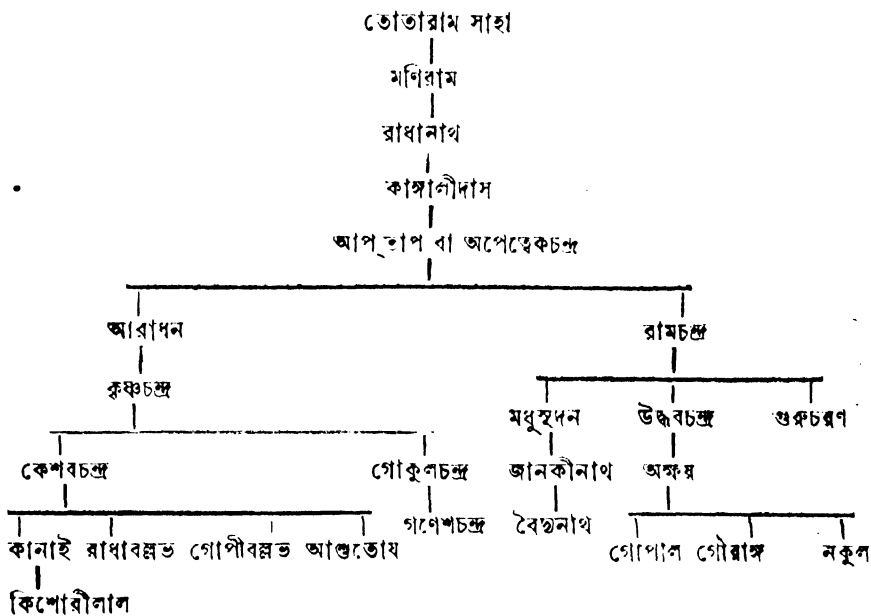 তোতারাম সাহা
মণিরাম
রাধানাথ
কাঙ্গালীদাস
আপ্‌তাপ বা অপেত্বেকচন্দ্র
আরাধন রামচন্দ্র
কৃষ্ণচন্দ্র
মধুসূদন উদ্ধবচন্দ্র গুরুচরণ
কেশবচন্দ্র গোকুলচন্দ্র জানকীনাথ অক্ষয়
গণেশচন্দ্র বৈদ্যনাথ
কানাই রাধাবল্লভ গোপীবল্লভ আশুতোষ গোপাল গৌরাঙ্গ নকুল
কিশোরীলাল